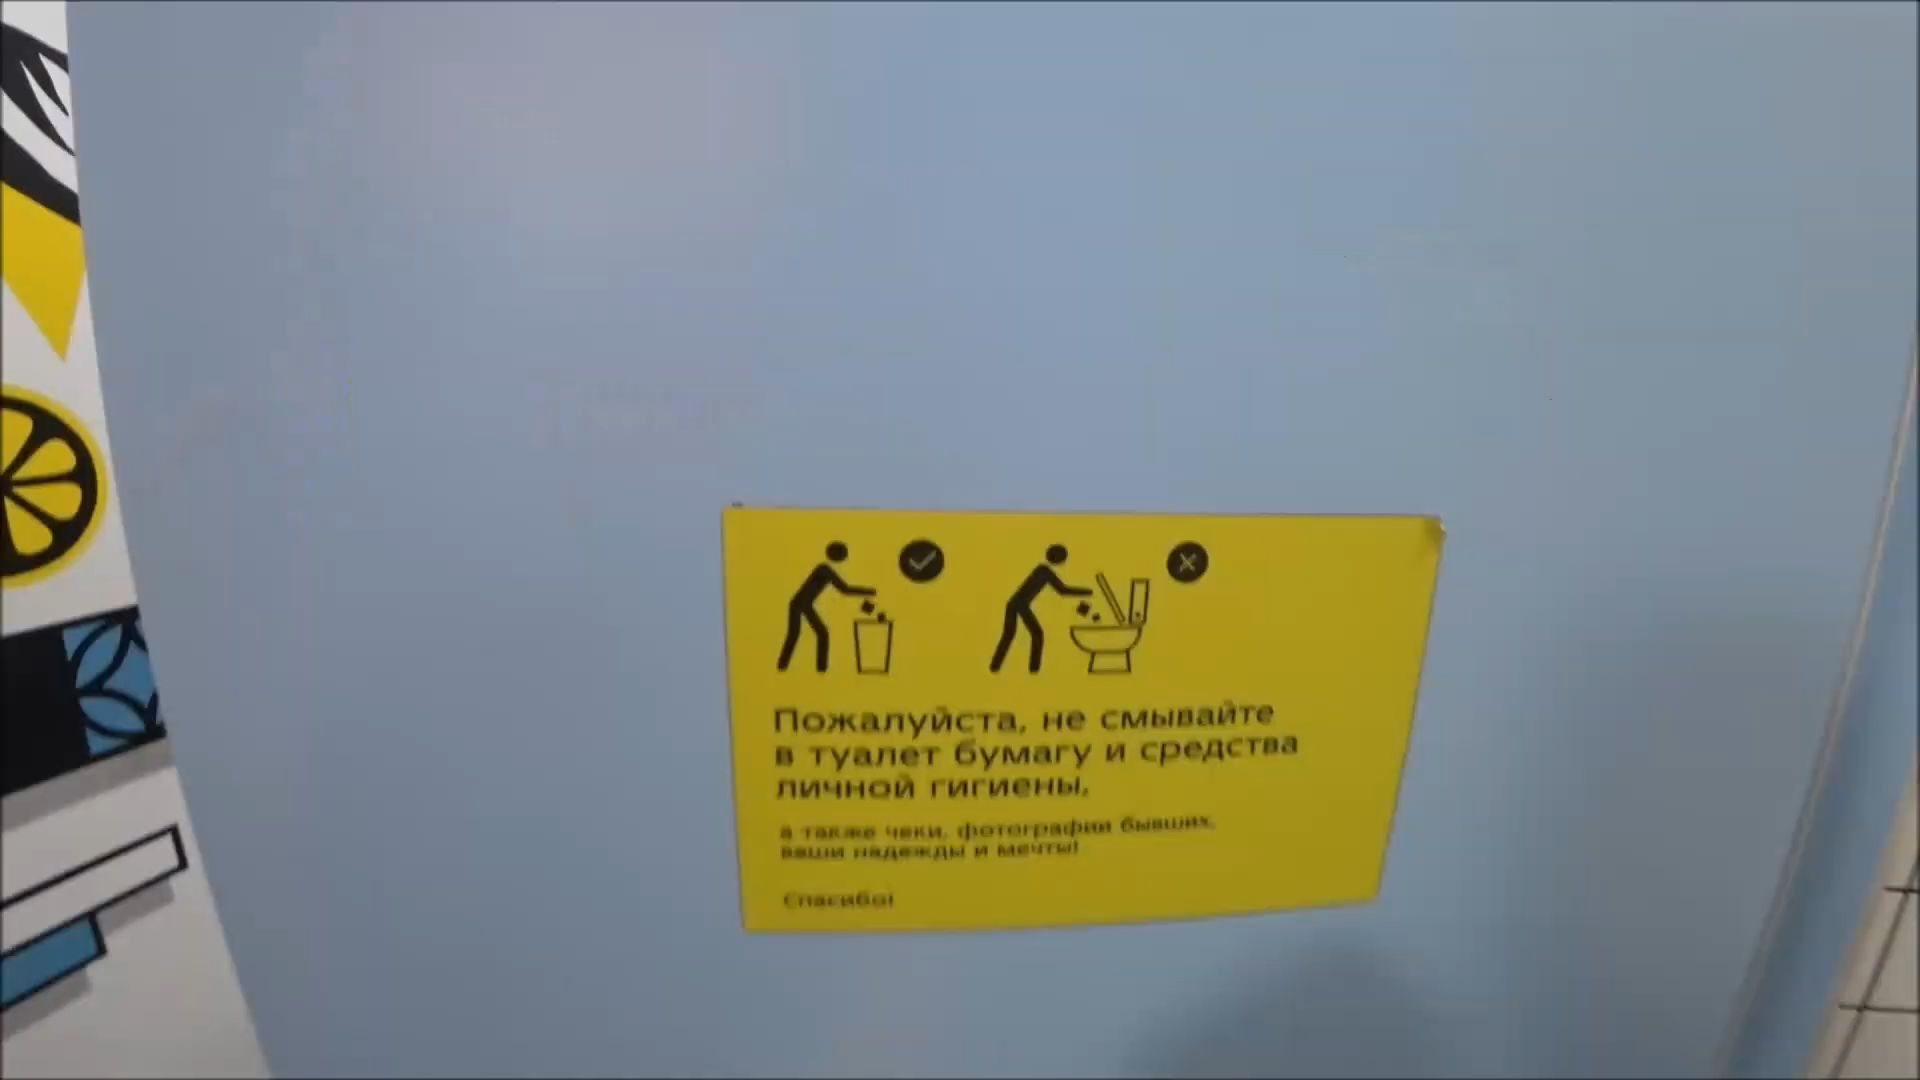 Пожалуйста, не смывайте
в туалет бумагу и средства
личной гигиены,
а также чеки, фотографии бывших,
ваши надежды и мечты!
Спасибо!